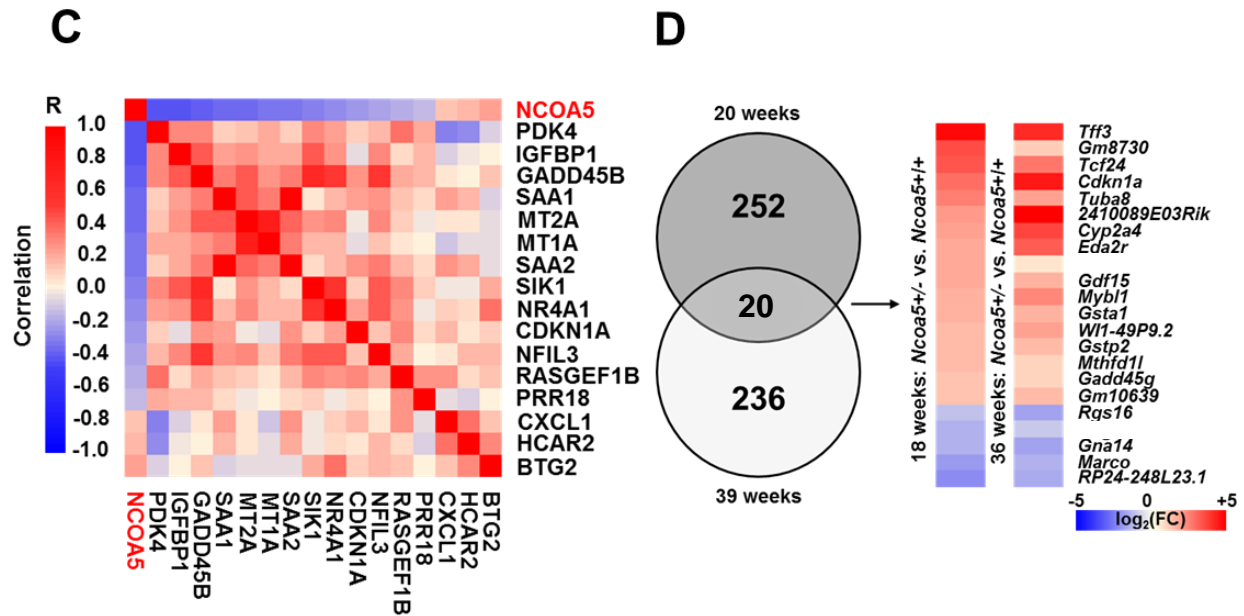 C
D
R
Correlation
1.0
0.8
0.6
0.4
0.2
0.0
-0.2
-0.4
-0.6
-0.8
-1.0
NCOA5
PDK4
IGFBP1
GADD45B
SAA1
MT2A
MT1A
SAA2
SIK1
NR4A1
CDKN1A
NFIL3
RASGEF1B
PRR18
CXCL1
HCAR2
BTG2
NCOA5
PDK4
IGFBP1
GADD45B
SAA1
MT2A
MT1A
SAA2
SIK1
NR4A1
CDKN1A
NFIL3
RASGEF1B
PRR18
CXCL1
HCAR2
BTG2
20 weeks
252
20
236
39 weeks
18 weeks: Ncoa5+/- vs. Ncoa5+/+
36 weeks: Ncoa5+/- vs. Ncoa5+/+
Tff3
Gm8730
Tcf24
Cdkn1a
Tuba8
2410089E03Rik
Cyp2a4
Eda2r
Gdf15
Mybl1
Gsta1
WI1-49P9.2
Gstp2
Mthfd1l
Gadd45g
Gm10639
Rgs16
Gna14
Marco
RP24-248L23.1
-5 0 +5
log₂(FC)